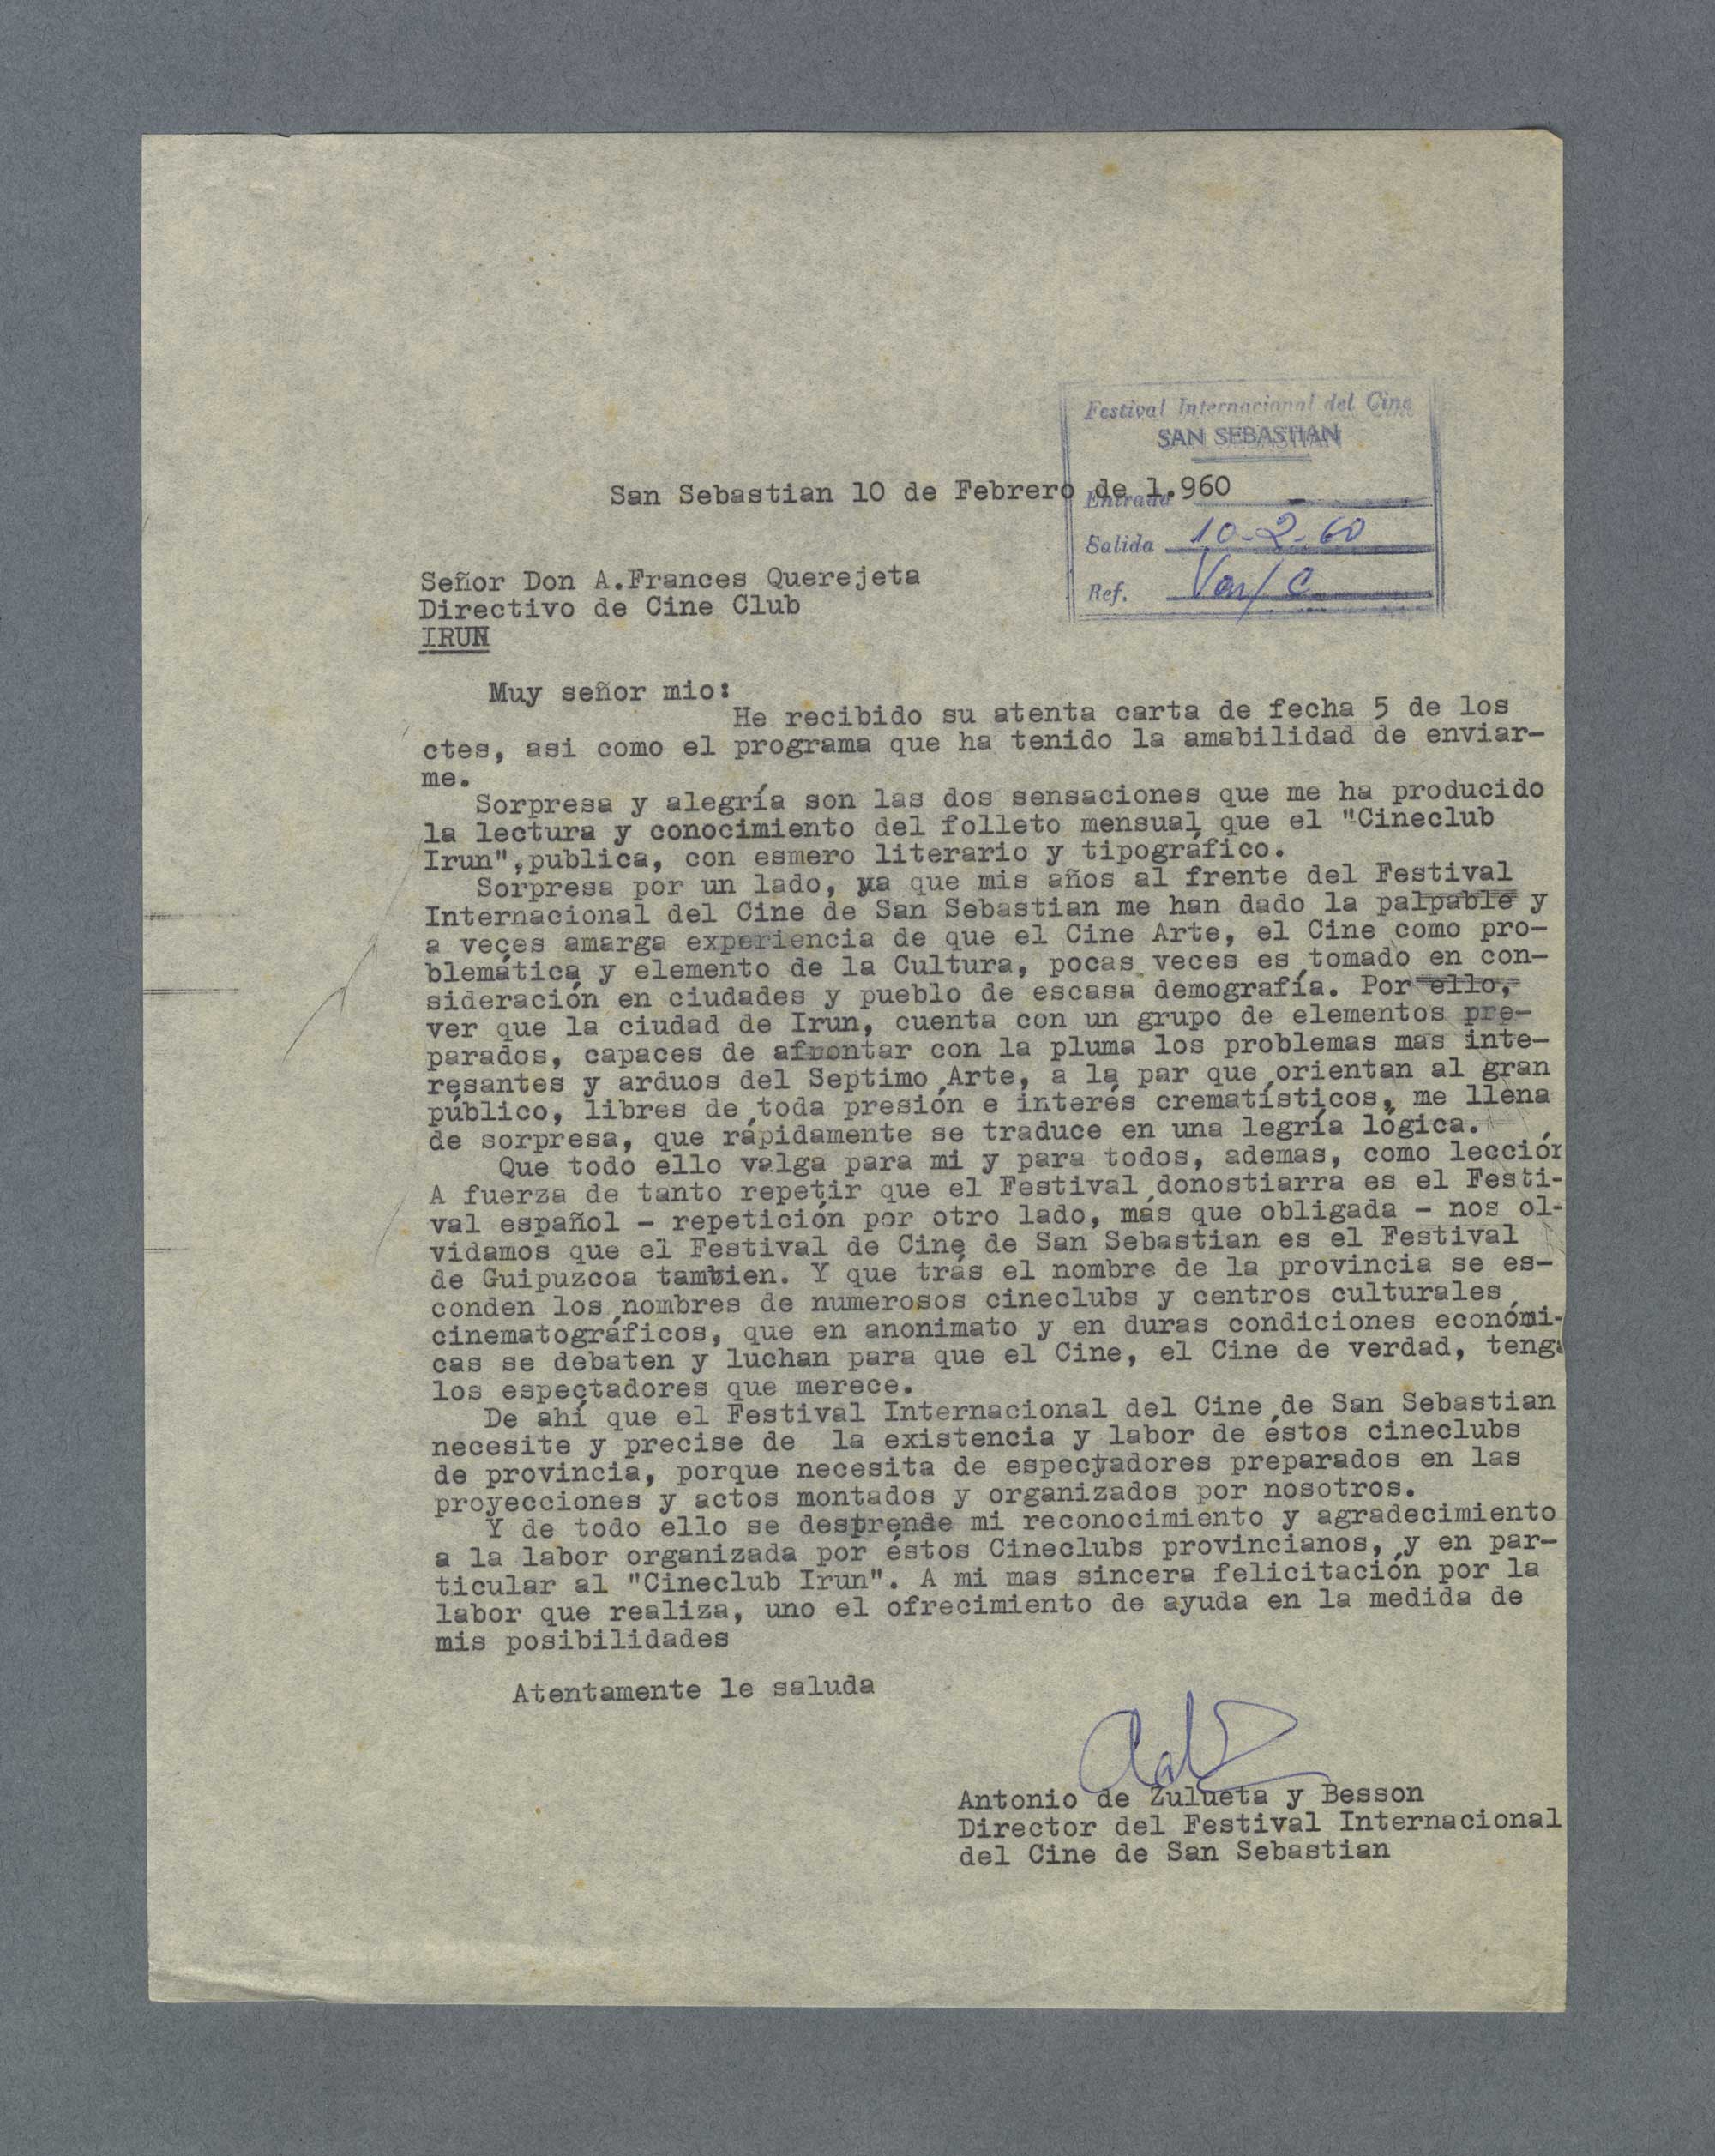 Festival Internacional del Cine
SAN SEBASTIAN
San Sebastian 10 de Febrero de 1.960
Entrada
Salida 10-2-60
Ref. Var/ C
Señor Don A.Frances Querejeta
Directivo de Cine Club
IRUN
Muy señor mio:
He recibido su atenta carta de fecha 5 de los
ctes, asi como el programa que ha tenido la amabilidad de enviar-
me.
Sorpresa y alegría son las dos sensaciones que me ha producido
la lectura y conocimiento del folleto mensual que el "Cineclub
Irun", publica, con esmero literario y tipográfico.
Sorpresa por un lado, ya que mis años al frente del Festival
Internacional del Cine de San Sebastian me han dado la palpable y
a veces amarga experiencia de que el Cine Arte, el Cine como pro-
blemática y elemento de la Cultura, pocas veces es tomado en con-
sideración en ciudades y pueblo de escasa demografía. Por ello,
ver que la ciudad de Irun, cuenta con un grupo de elementos pre-
parados, capaces de afrontar con la pluma los problemas mas inte-
resantes y arduos del Septimo Arte, a la par que orientan al gran
público, libres de toda presión e interés crematísticos, me llena
de sorpresa, que rápidamente se traduce en una legría lógica.
Que todo ello valga para mi y para todos, ademas, como lección
A fuerza de tanto repetir que el Festival donostiarra es el Festi-
val español - repetición por otro lado, más que obligada - nos ol-
vidamos que el Festival de Cine de San Sebastian es el Festival
de Guipuzcoa tambien. Y que trás el nombre de la provincia se es-
conden los nombres de numerosos cineclubs y centros culturales
cinematográficos, que en anonimato y en duras condiciones económi-
cas se debaten y luchan para que el Cine, el Cine de verdad, tenga
los espectadores que merece.
De ahí que el Festival Internacional del Cine de San Sebastian
necesite y precise de la existencia y labor de éstos cineclubs
de provincia, porque necesita de espectadores preparados en las
proyecciones y actos montados y organizados por nosotros.
Y de todo ello se desprende mi reconocimiento y agradecimiento
a la labor organizada por éstos Cineclubs provincianos, y en par-
ticular al "Cineclub Irun". A mi mas sincera felicitación por la
labor que realiza, uno el ofrecimiento de ayuda en la medida de
mis posibilidades
Atentamente le saluda
Antonio de Zulueta y Besson
Director del Festival Internacional
del Cine de San Sebastian